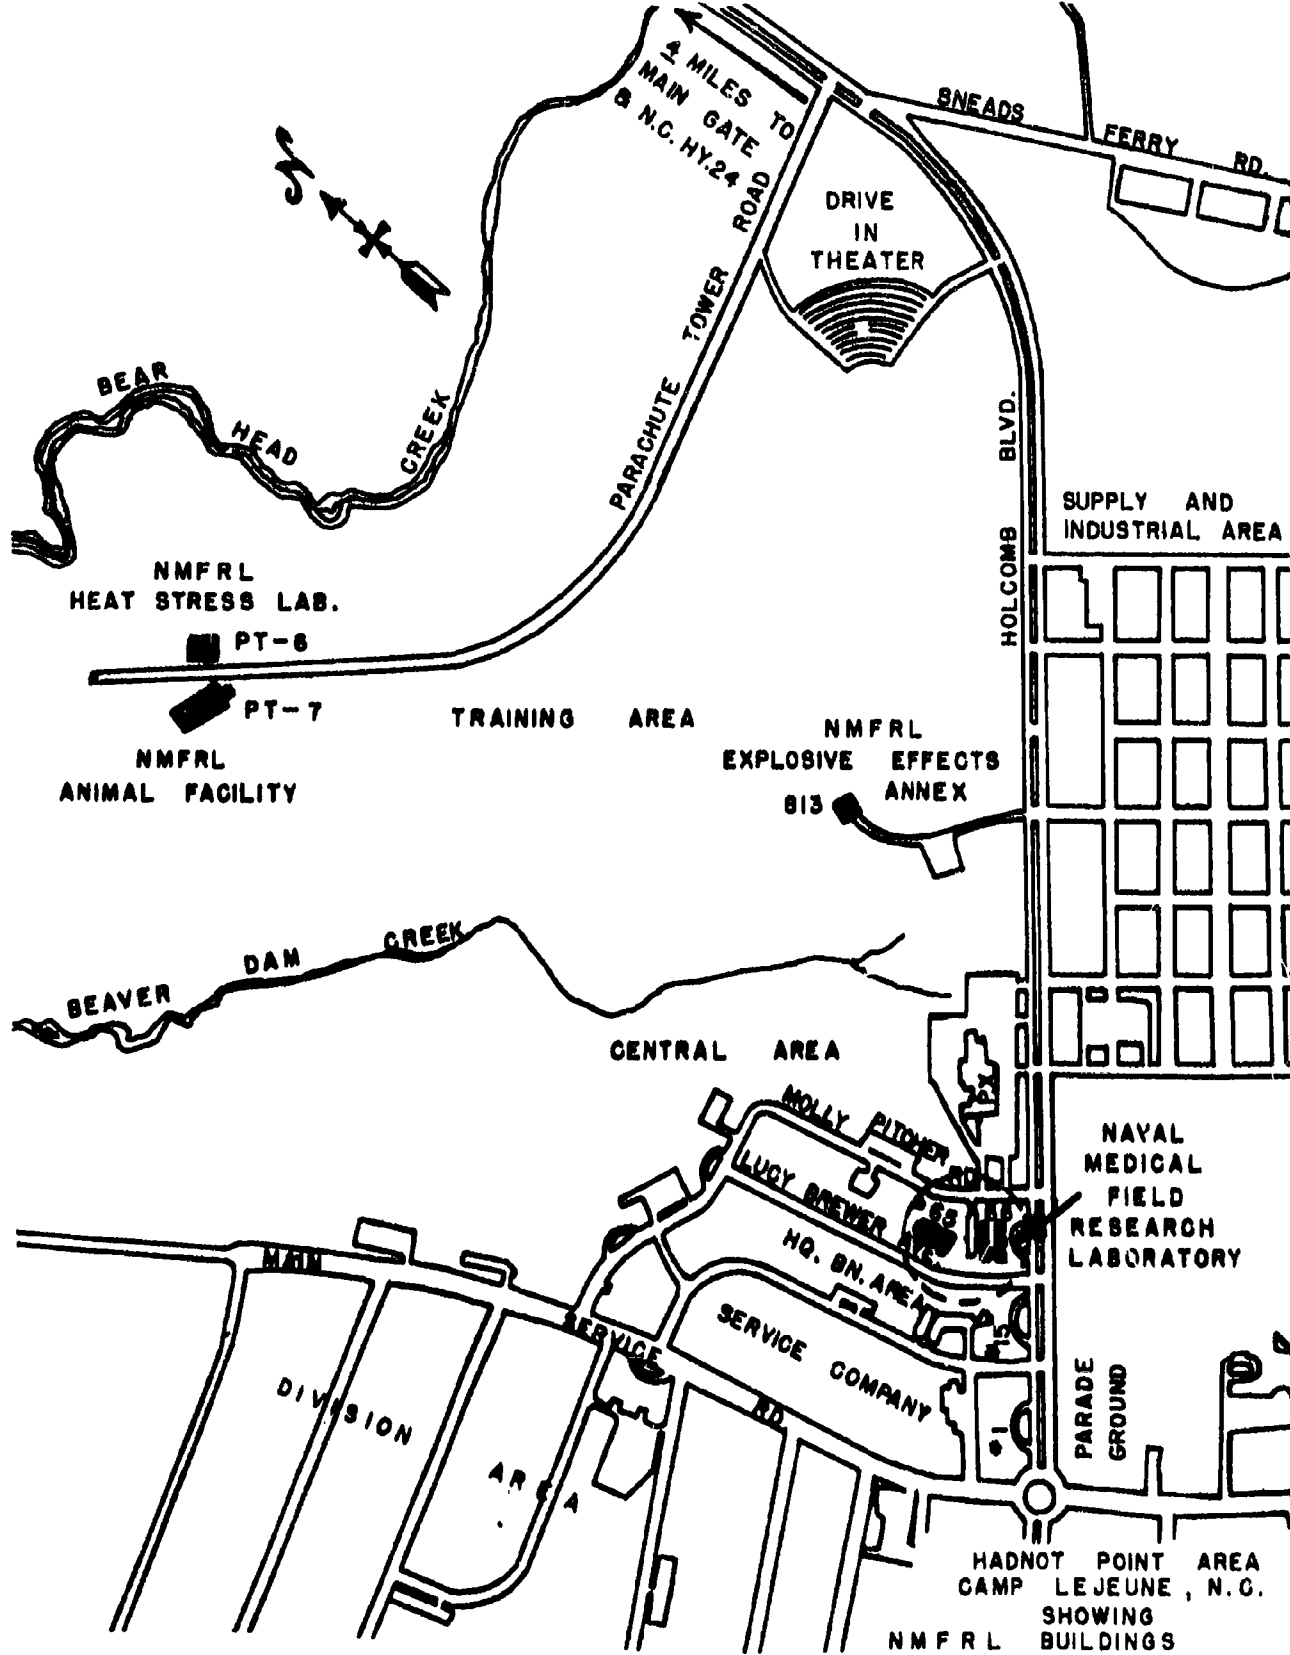 4 MILES TO
MAIN GATE
& N.C. HY.24
SNEADS FERRY RD.
N
DRIVE
IN
THEATER
PARACHUTE TOWER ROAD
BEAR HEAD CREEK
HOLCOMB BLVD.
SUPPLY AND
INDUSTRIAL AREA
NMFRL
HEAT STRESS LAB.
PT-6
PT-7
NMFRL
ANIMAL FACILITY
TRAINING AREA
NMFRL
EXPLOSIVE EFFECTS
ANNEX
813
BEAVER DAM CREEK
CENTRAL AREA
PX
MOLLY PITCHER RD
LUCY BREWER
HQ. BN. AREA
65
NAVAL
MEDICAL
FIELD
RESEARCH
LABORATORY
MAIN SERVICE RD.
SERVICE COMPANY
#15
#1
DIVISION AREA
PARADE
GROUND
HADNOT POINT AREA
CAMP LEJEUNE, N.C.
SHOWING
NMFRL BUILDINGS